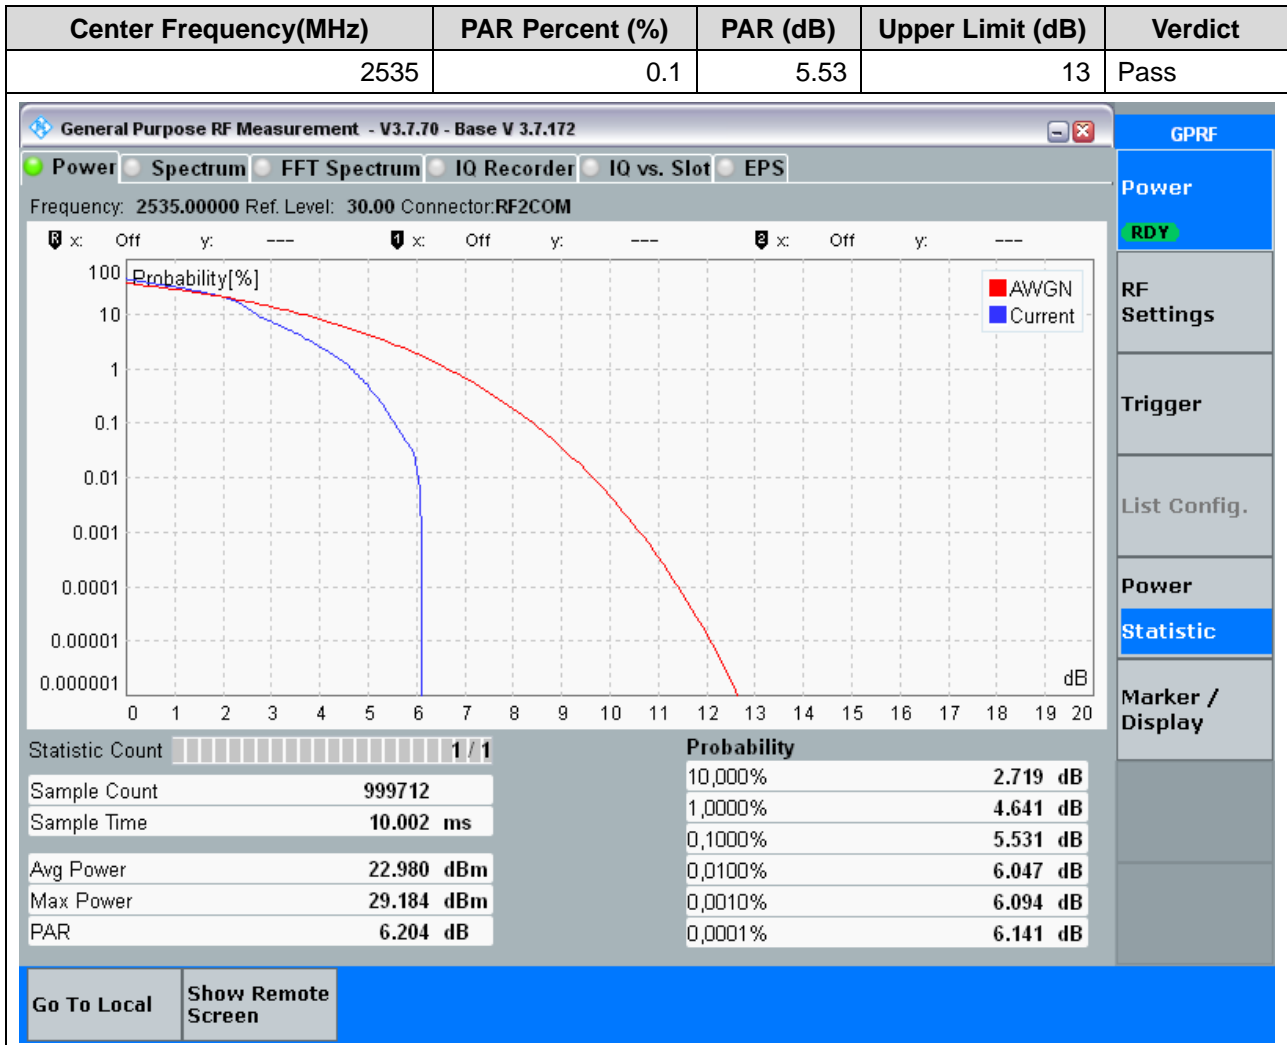 Center Frequency(MHz) PAR Percent (%) PAR (dB) Upper Limit (dB) Verdict
2535 0.1 5.53 13 Pass
General Purpose RF Measurement - V3.7.70 - Base V 3.7.172
GPRF
Power Spectrum FFT Spectrum IQ Recorder IQ vs. Slot EPS
Frequency: 2535.00000 Ref. Level: 30.00 Connector:RF2COM
R x: Off y: --- 1 x: Off y: --- 2 x: Off y: ---
Power
RDY
RF
Settings
Trigger
List Config.
Power
Statistic
Marker /
Display
Probability[%]
AWGN
Current
100
10
1
0.1
0.01
0.001
0.0001
0.00001
0.000001
dB
0 1 2 3 4 5 6 7 8 9 10 11 12 13 14 15 16 17 18 19 20
Statistic Count 1 / 1
Sample Count 999712
Sample Time 10.002 ms
Avg Power 22.980 dBm
Max Power 29.184 dBm
PAR 6.204 dB
Probability
10,000% 2.719 dB
1,0000% 4.641 dB
0,1000% 5.531 dB
0,0100% 6.047 dB
0,0010% 6.094 dB
0,0001% 6.141 dB
Go To Local
Show Remote
Screen